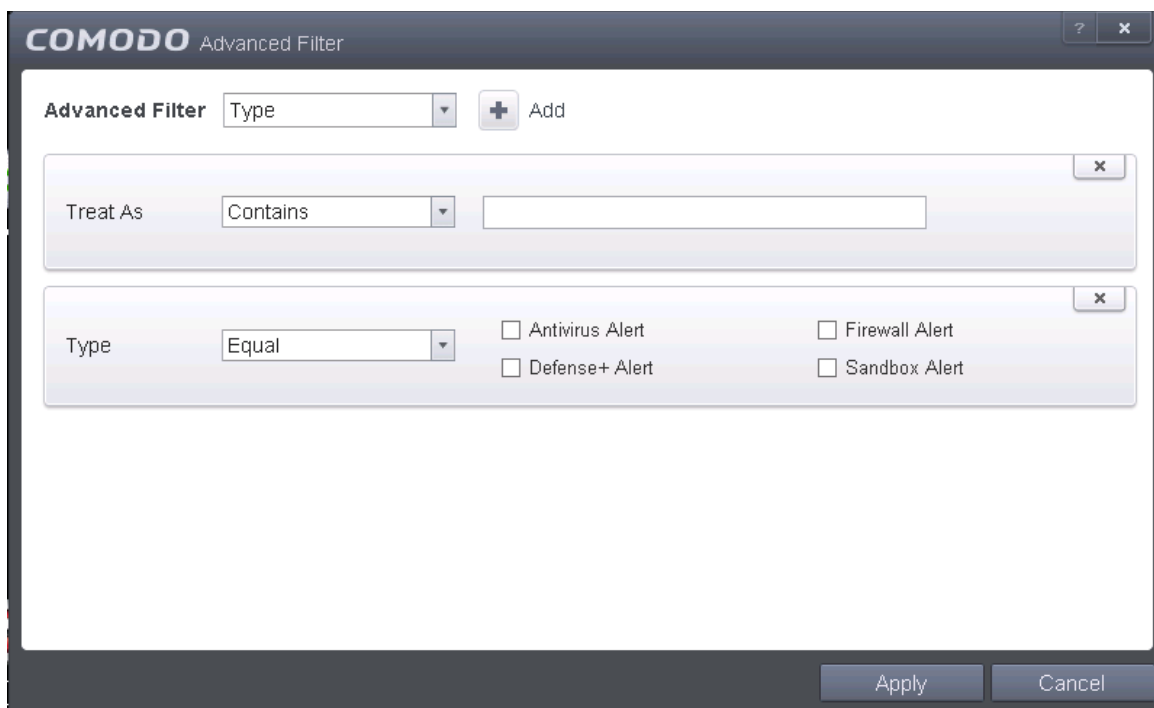 COMODO Advanced Filter ?
Advanced Filter Type Add
Treat As Contains
Type Equal Antivirus Alert Firewall Alert
Defense+ Alert Sandbox Alert
Apply Cancel